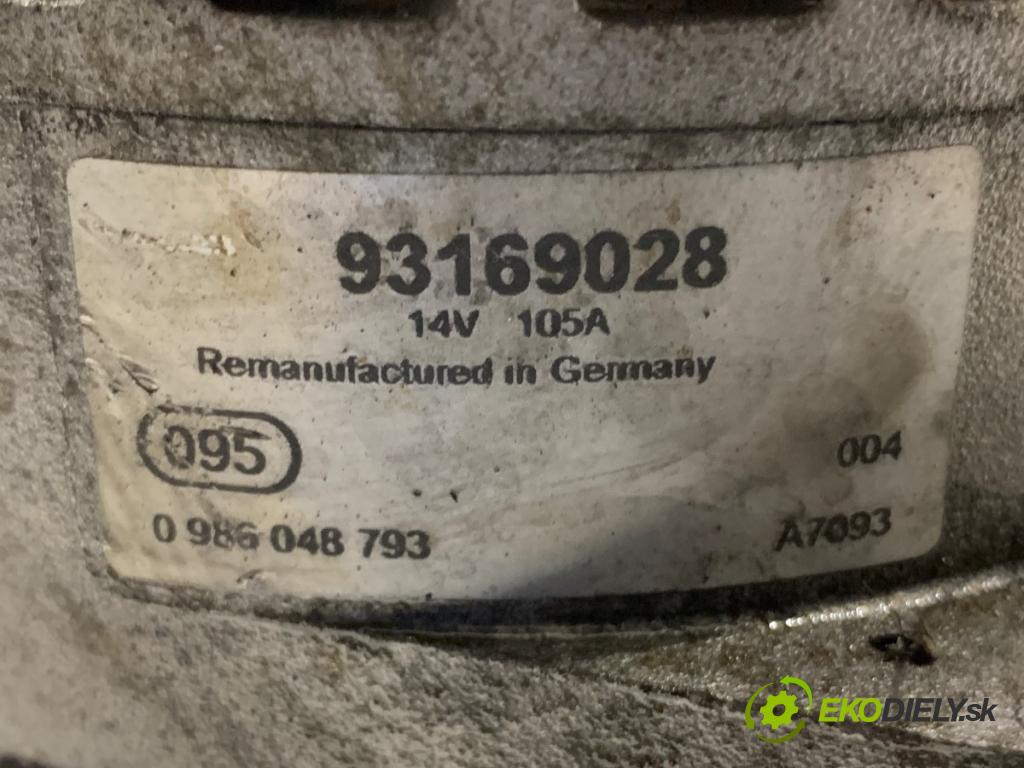 93169028
14V 105A
Remanufactured in Germany
095
004
0 986 048 793
A7093
EKODIELY.sk